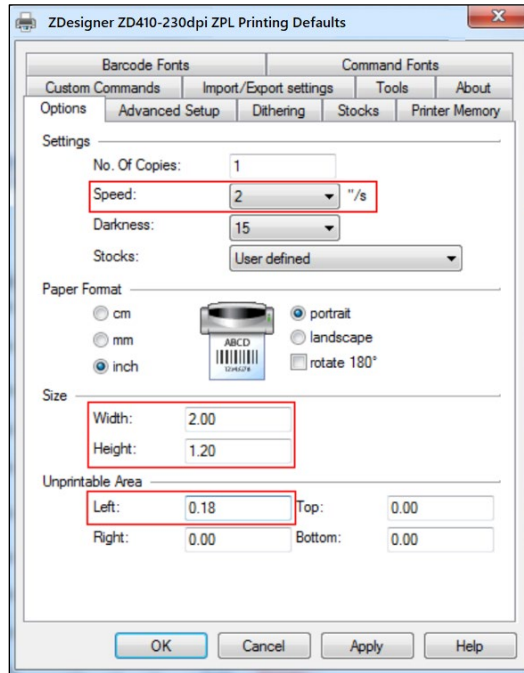 ZDesigner ZD410-230dpi ZPL Printing Defaults
Barcode Fonts Command Fonts
Custom Commands Import/Export settings Tools About
Options Advanced Setup Dithering Stocks Printer Memory
Settings
No. Of Copies: 1
Speed: 2 "/s
Darkness: 15
Stocks: User defined
Paper Format
cm portrait
mm landscape
inch rotate 180°
ABCD
Size
Width: 2.00
Height: 1.20
Unprintable Area
Left: 0.18 Top: 0.00
Right: 0.00 Bottom: 0.00
OK Cancel Apply Help